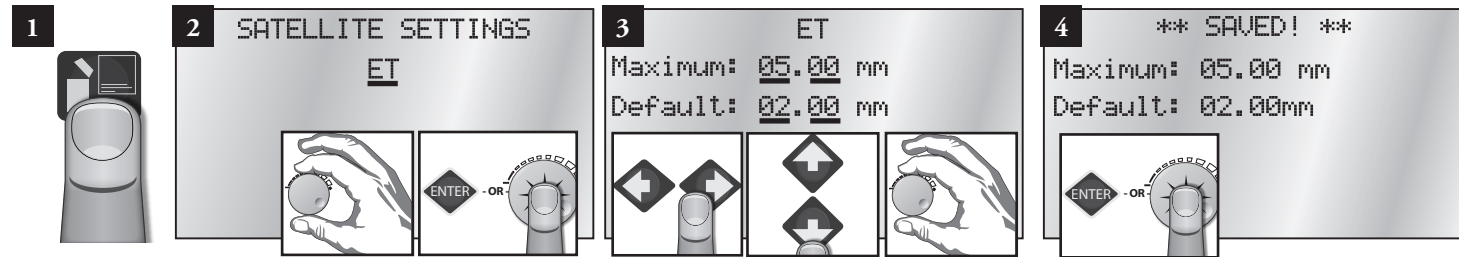 1
2
SATELLITE SETTINGS
ET
ENTER - OR -
3
ET
Maximum: 05.00 mm
Default: 02.00 mm
4
** SAVED! **
Maximum: 05.00 mm
Default: 02.00mm
ENTER - OR -